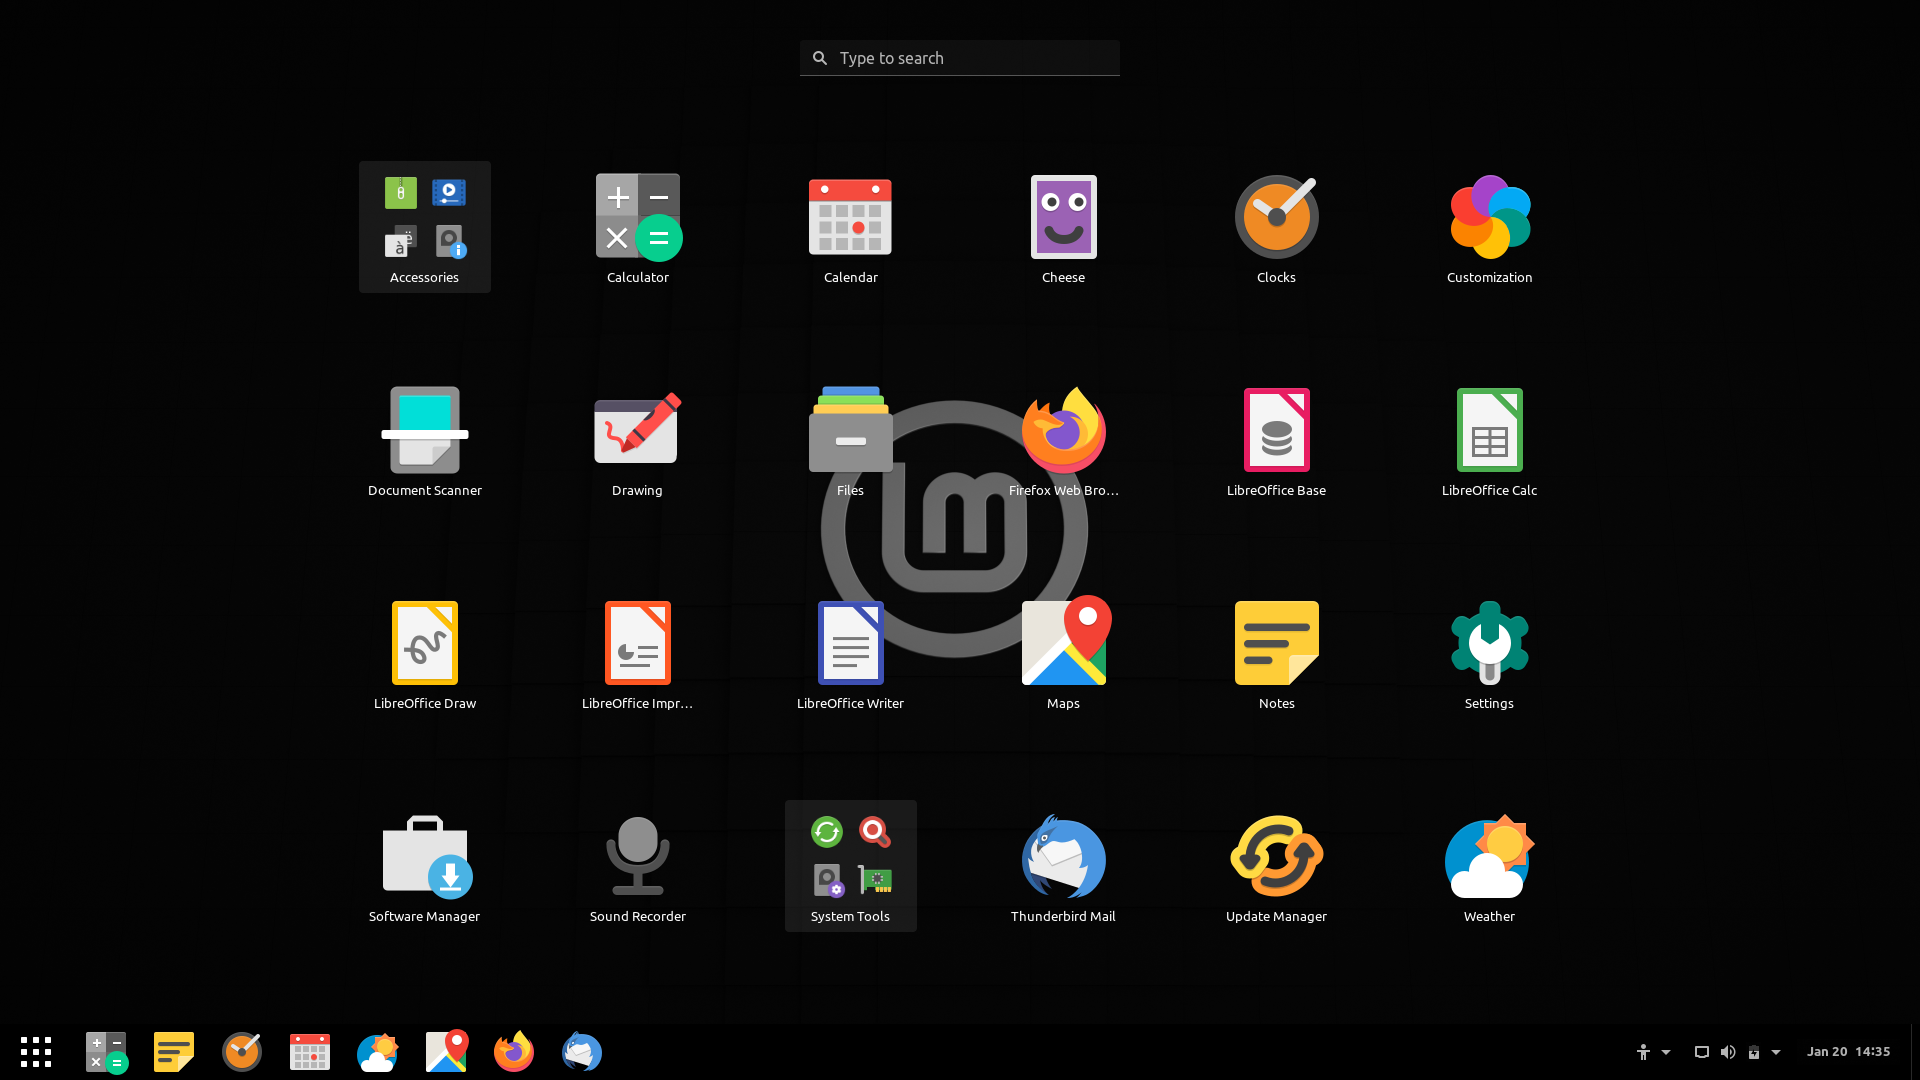 Type to search
Accessories
Calculator
Calendar
Cheese
Clocks
Customization
Document Scanner
Drawing
Files
Firefox Web Bro…
LibreOffice Base
LibreOffice Calc
LibreOffice Draw
LibreOffice Impr…
LibreOffice Writer
Maps
Notes
Settings
Software Manager
Sound Recorder
System Tools
Thunderbird Mail
Update Manager
Weather
Jan 20 14:35